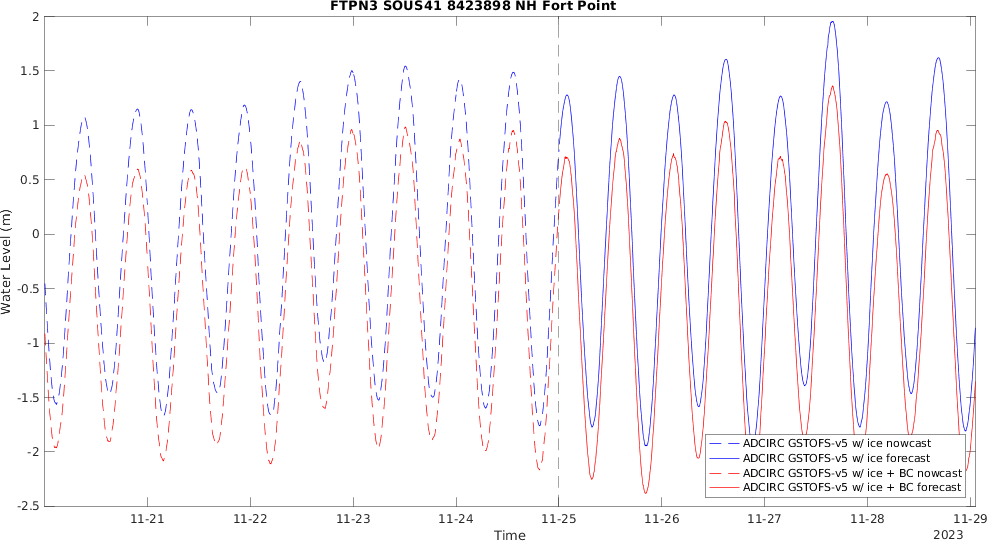 FTPN3 SOUS41 8423898 NH Fort Point
2
1.5
1
0.5
0
-0.5
-1
-1.5
-2
-2.5
Water Level (m)
ADCIRC GSTOFS-v5 w/ ice nowcast
ADCIRC GSTOFS-v5 w/ ice forecast
ADCIRC GSTOFS-v5 w/ ice + BC nowcast
ADCIRC GSTOFS-v5 w/ ice + BC forecast
11-21 11-22 11-23 11-24 11-25 11-26 11-27 11-28 11-29
Time
2023